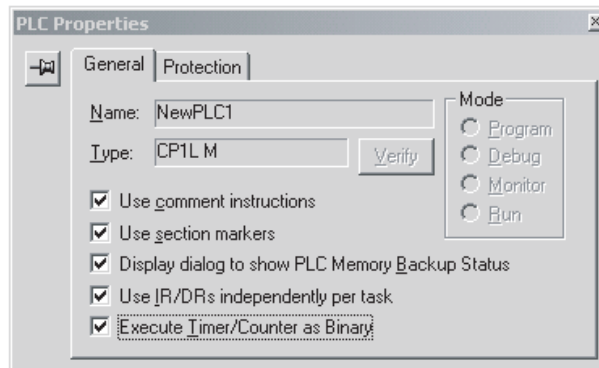 PLC Properties
General Protection
Name: NewPLC1
Type: CP1L M Verify
Mode
Program
Debug
Monitor
Run
Use comment instructions
Use section markers
Display dialog to show PLC Memory Backup Status
Use IR/DRs independently per task
Execute Timer/Counter as Binary